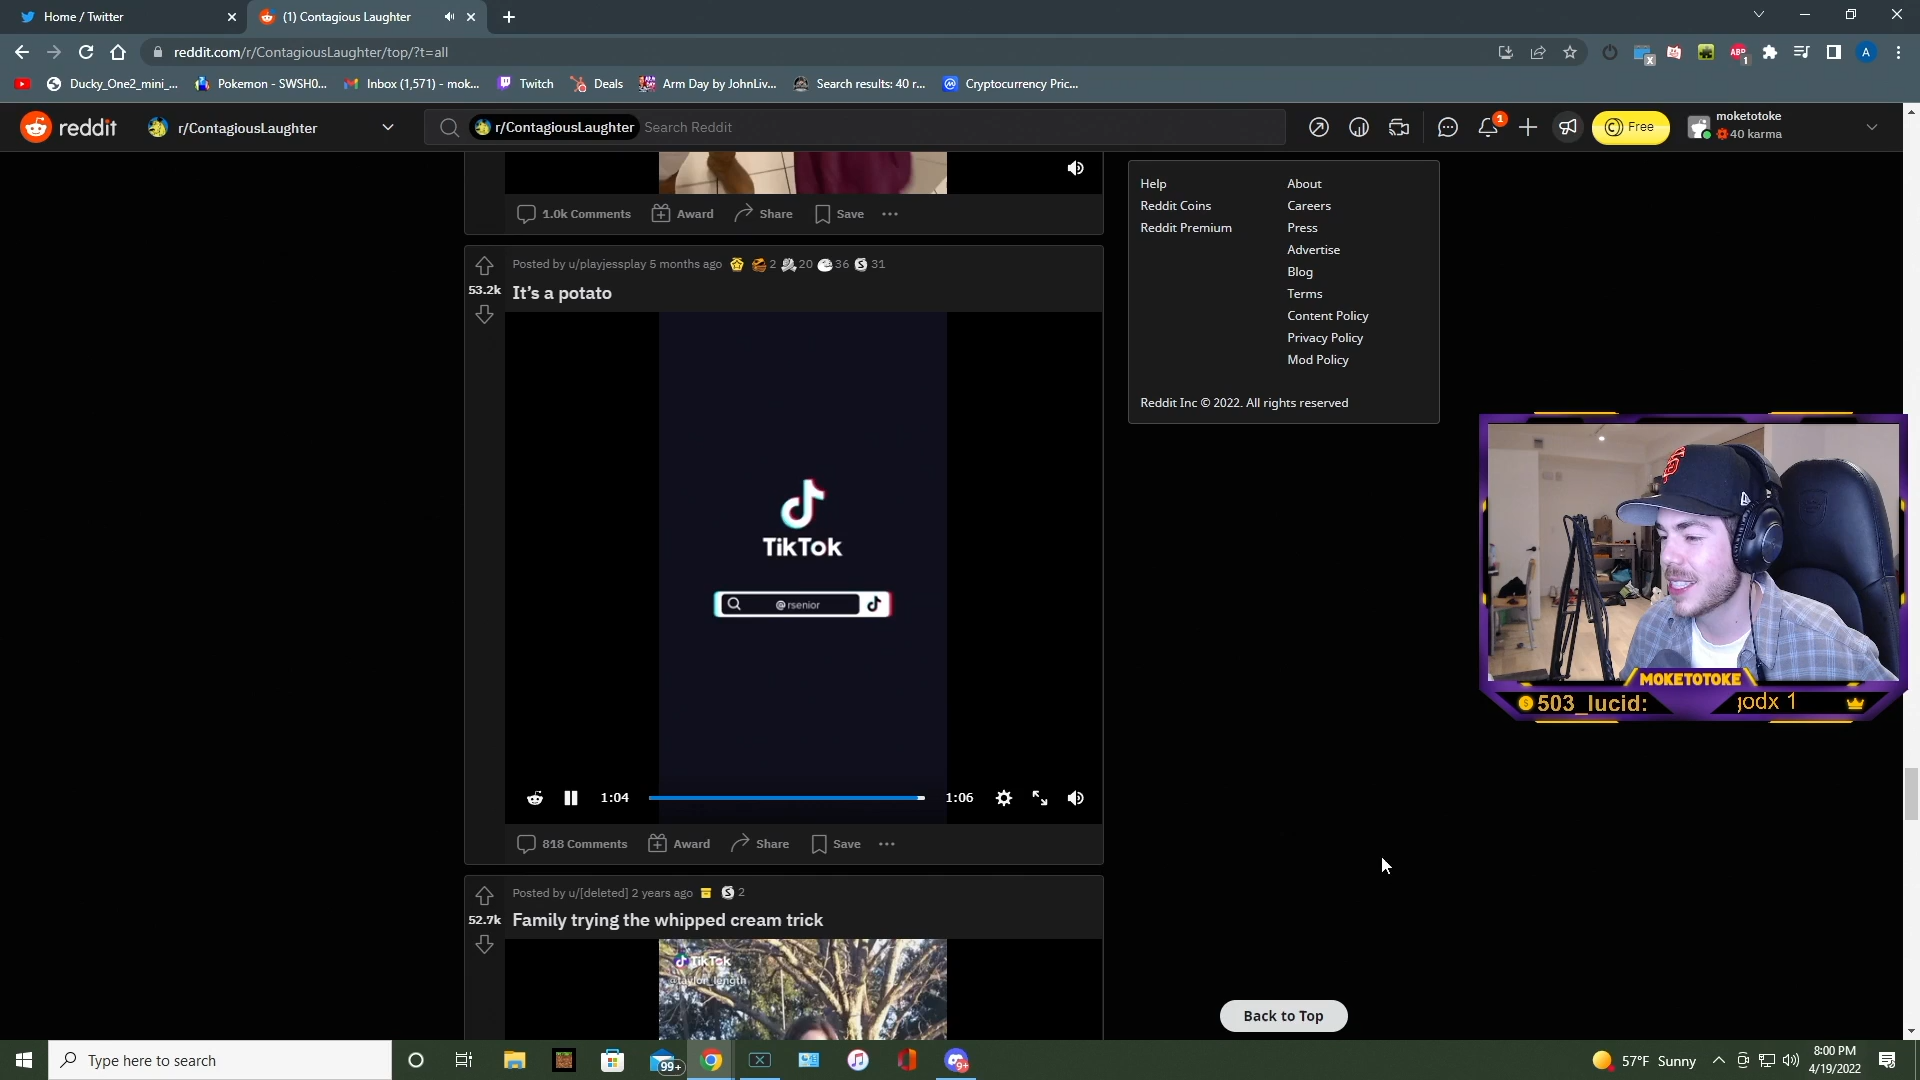 Home / Twitter
(1) Contagious Laughter
reddit.com/r/ContagiousLaughter/top/?t=all
Ducky_One2_mini_...
Pokemon - SWSH0...
Inbox (1,571) - mok...
Twitch
Deals
Arm Day by JohnLiv...
Search results: 40 r...
Cryptocurrency Pric...
reddit
r/ContagiousLaughter
r/ContagiousLaughter
Search Reddit
1
Free
moketotoke
40 karma
1.0k Comments
Award
Share
Save
Help
About
Reddit Coins
Careers
Reddit Premium
Press
Advertise
Blog
Terms
Content Policy
Privacy Policy
Mod Policy
Reddit Inc © 2022. All rights reserved
Posted by u/playjessplay 5 months ago 2 20 36 31
53.2k
It's a potato
TikTok
@rsenior
1:04
1:06
818 Comments
Award
Share
Save
MOKETOTOKE
503_lucid:
jodx 1
Posted by u/[deleted] 2 years ago 2
52.7k
Family trying the whipped cream trick
TikTok
@taylor_length
Back to Top
Type here to search
99+
57°F Sunny
8:00 PM
4/19/2022